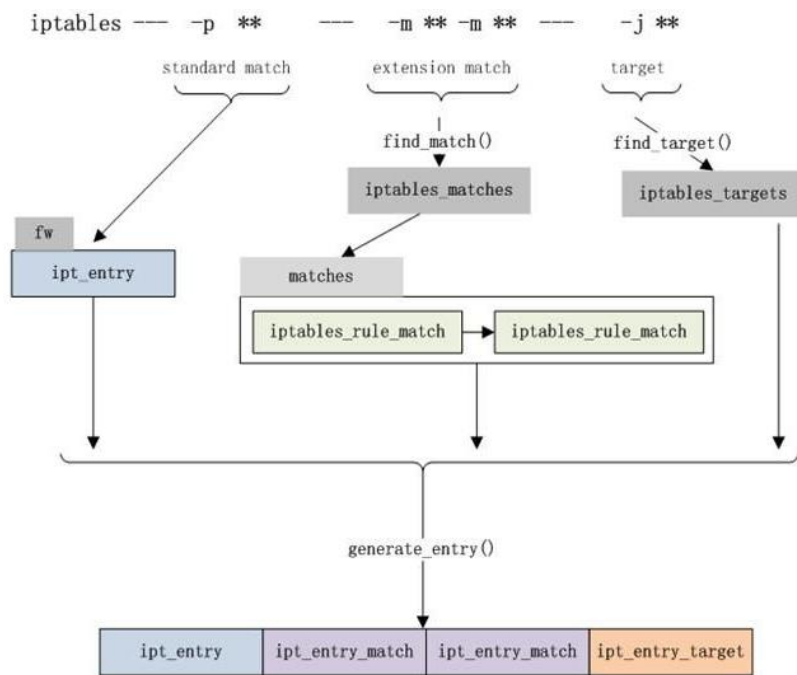 iptables --- -p ** --- -m ** -m ** --- -j **
standard match extension match target
find_match() find_target()
iptables_matches iptables_targets
fw
ipt_entry matches
iptables_rule_match iptables_rule_match
generate_entry()
ipt_entry ipt_entry_match ipt_entry_match ipt_entry_target